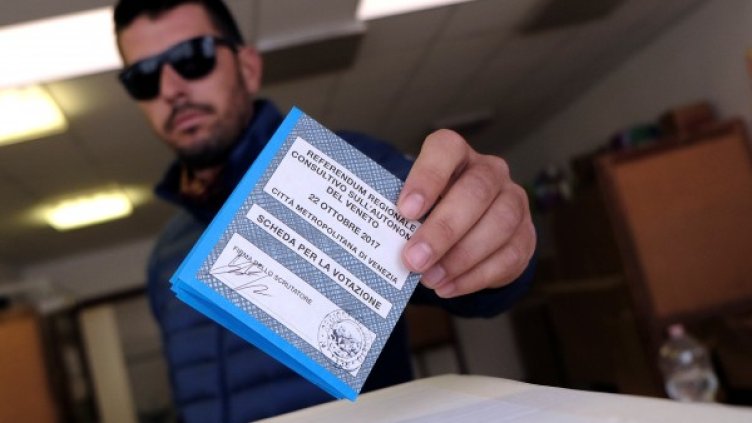 REFERENDUM REGIONALE
CONSULTIVO SULL'AUTONOM
DEL VENETO
22 OTTOBRE 2017
CITTÀ METROPOLITANA DI VENEZIA
SCHEDA PER LA VOTAZIONE
FIRMA DELLO SCRUTATORE